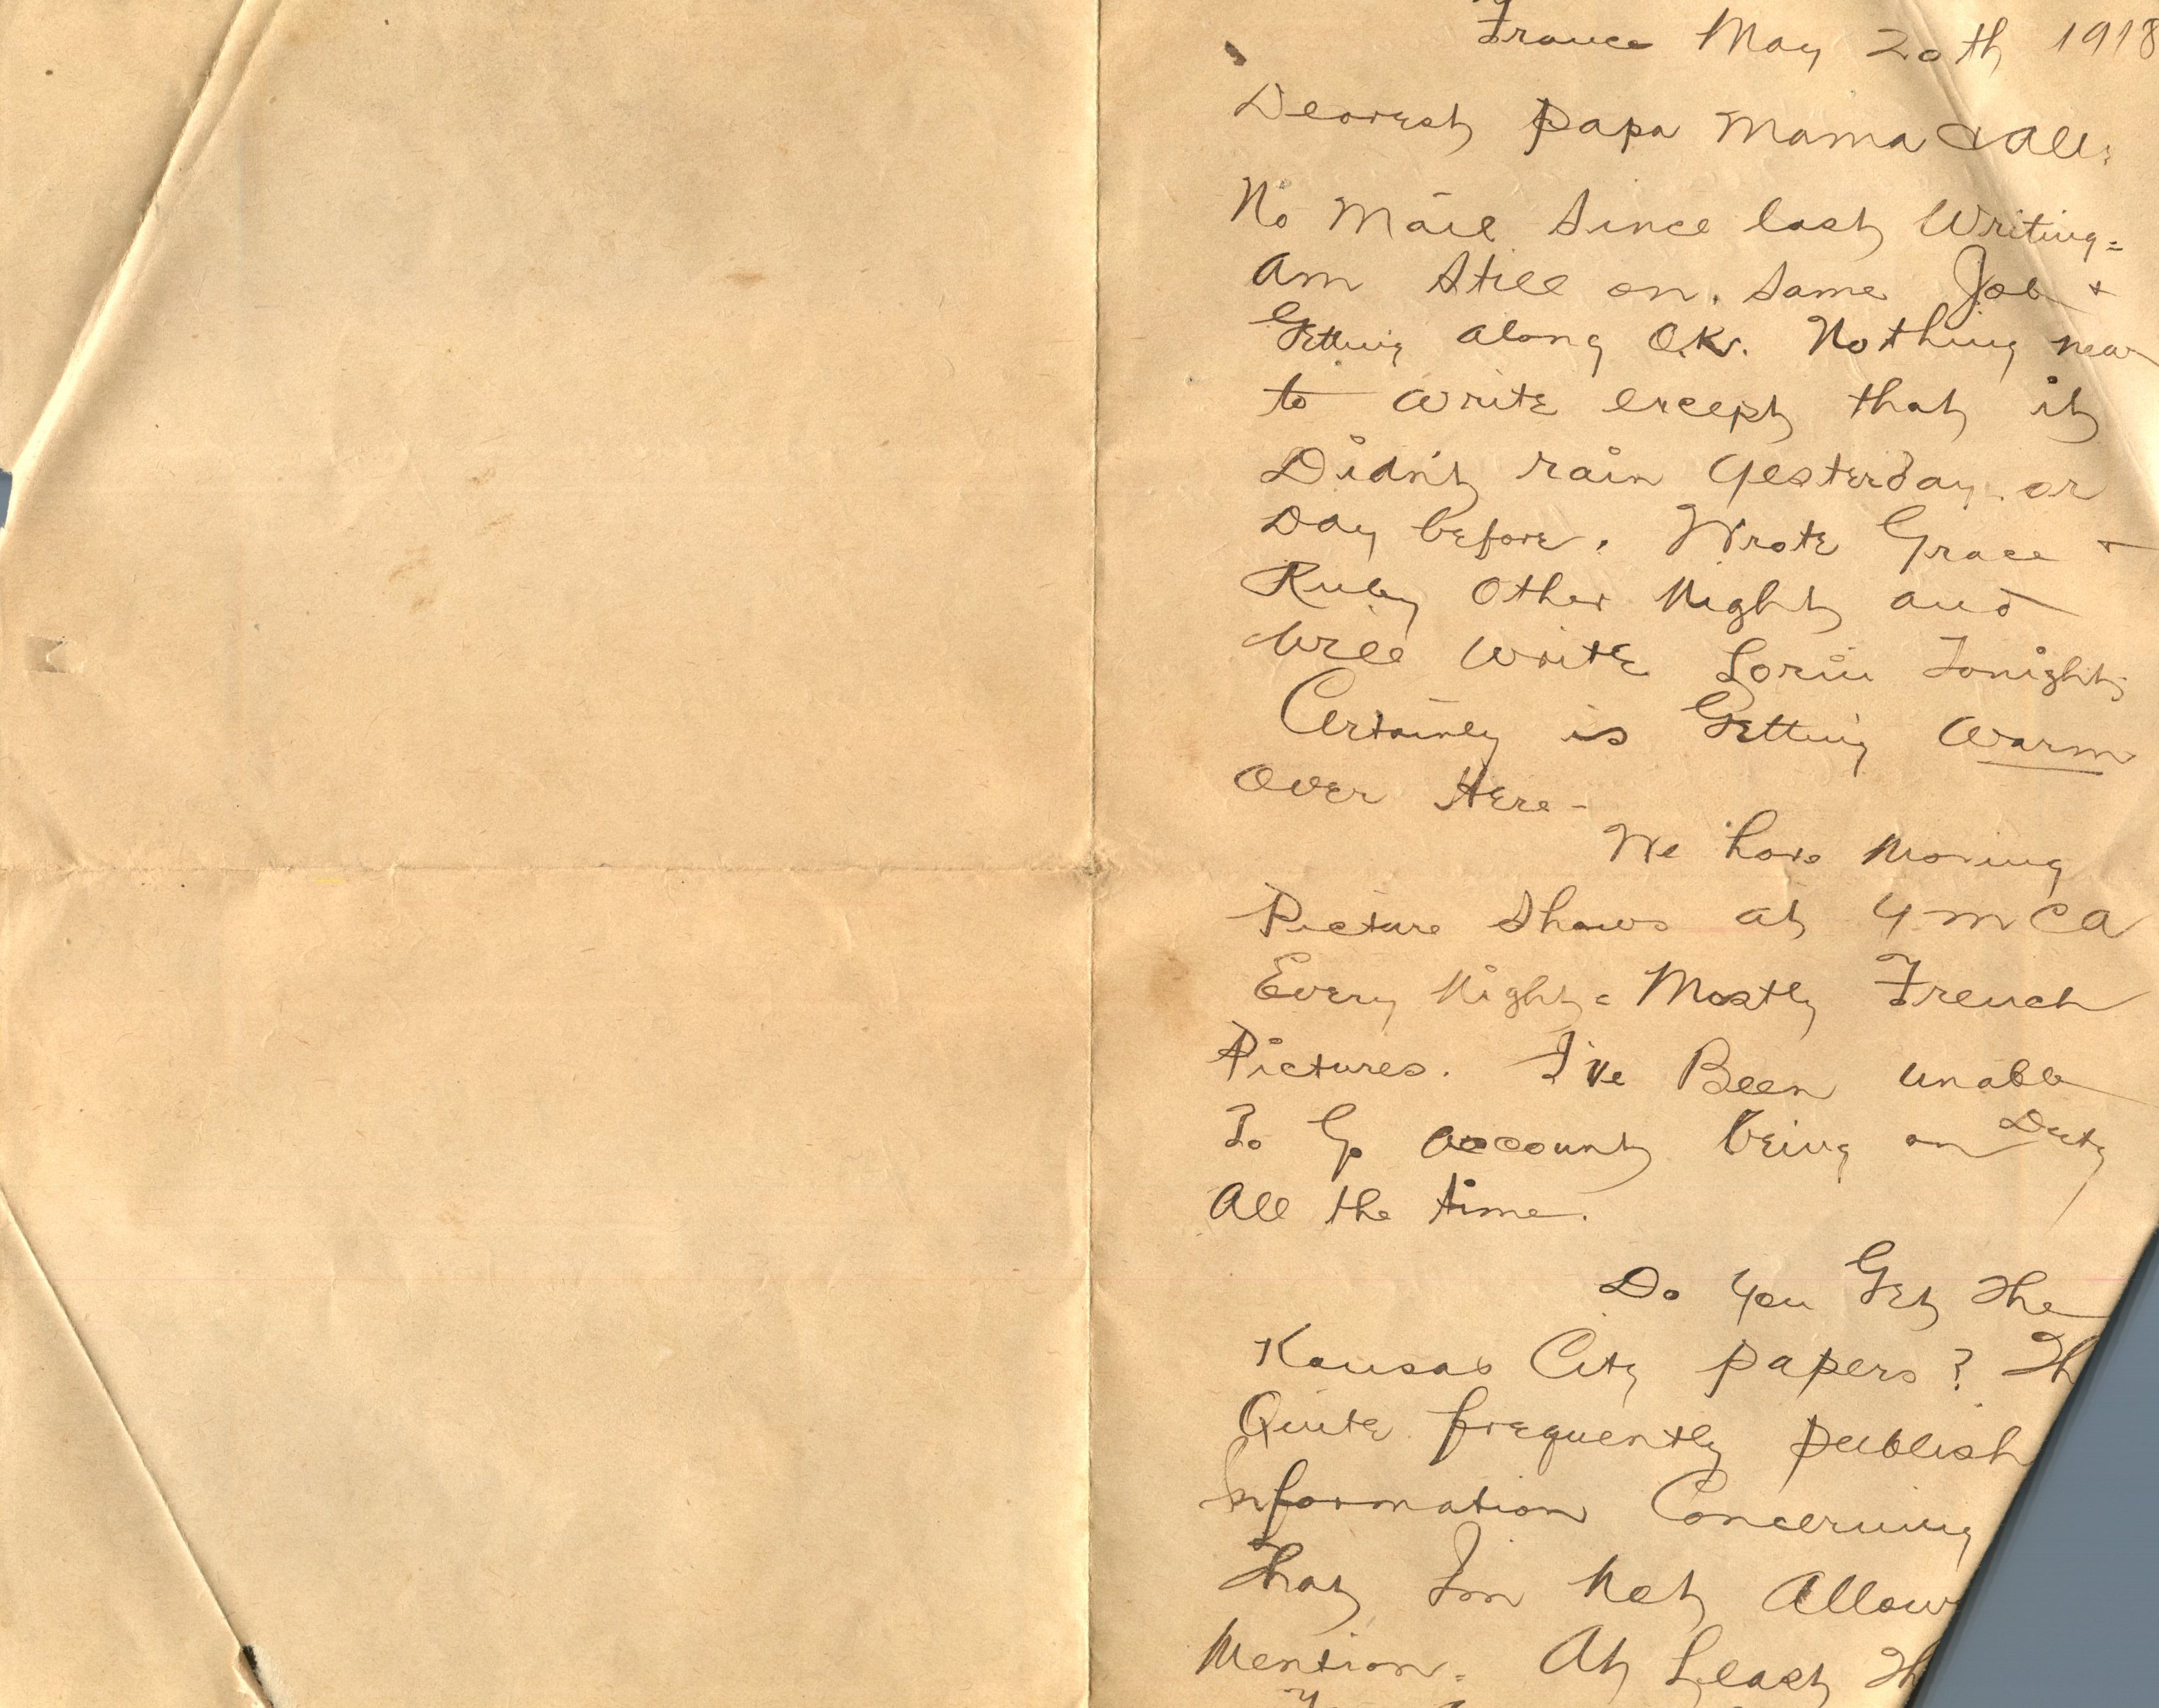 France May 20th 1918
Dearest Papa Mama & All:
No Mail Since last Writing =
Am Still on. Same Job +
Getting along O.K. Nothing new
to write except that it
Didn't rain yesterday or
Day before. Wrote Grace +
Ruby Other Night and
Will write Lorin Tonight
Certainly is Getting Warm
Over Here -
We have Moving
Picture Shows at YMCA
Every Night = Mostly French
Pictures. I've Been unable
To Go account being on Duty
All the time.
Do You Get The
Kansas City papers? Th
Quite frequently publish
Information Concerning
That I'm Not Allow
Mention. At Least Th